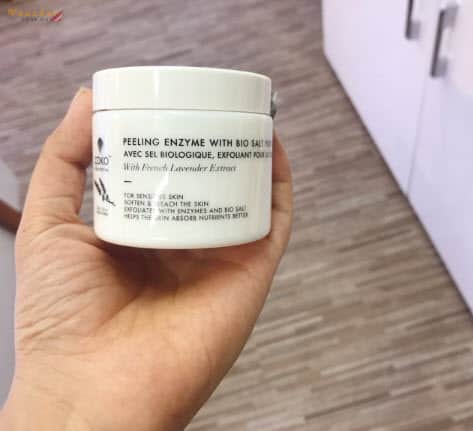 PEELING ENZYME WITH BIO SALT
AVEC SEL BIOLOGIQUE, EXFOLIANT POUR
With French Lavender Extract
FOR SENSITIVE SKIN
SOFTEN & BLEACH THE SKIN
EXFOLIATES WITH ENZYMES AND BIO SALT
HELPS THE SKIN ABSORB NUTRIENTS BETTER